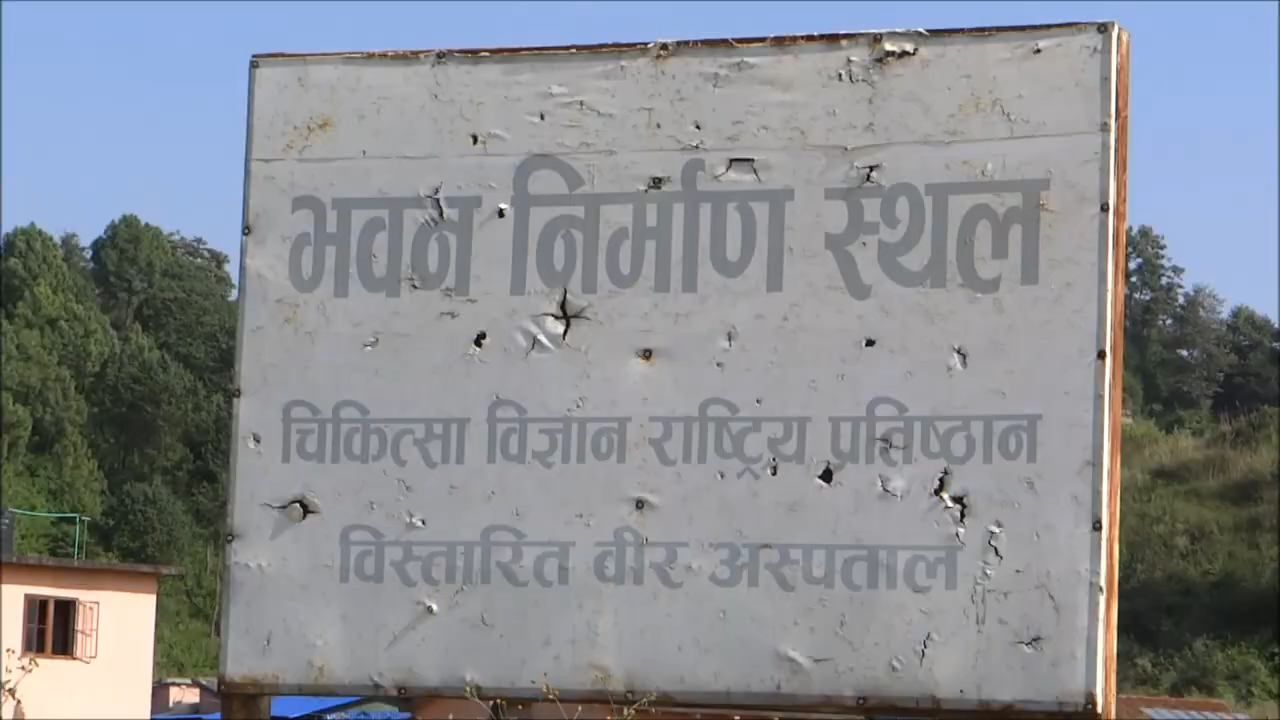 भवन निर्माण स्थल
चिकित्सा विज्ञान राष्ट्रिय प्रतिष्ठान
विस्तारित वीर अस्पताल